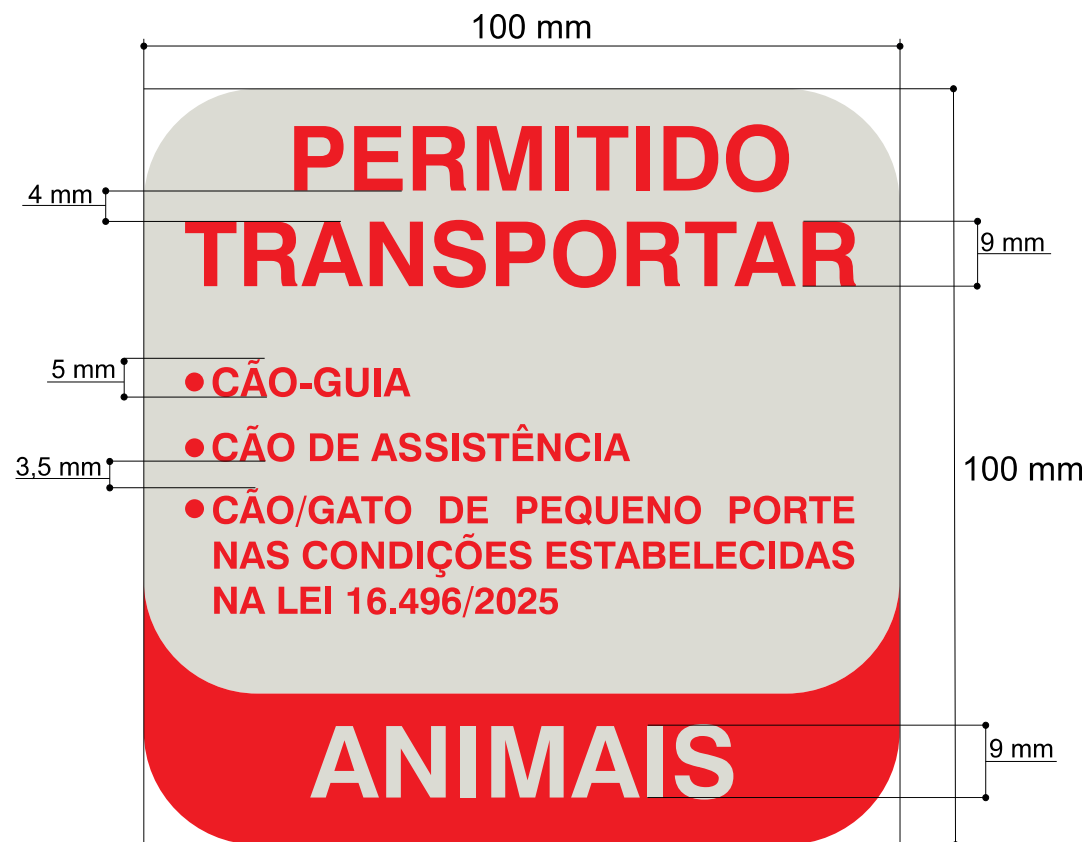 100 mm
PERMITIDO
4 mm
TRANSPORTAR
9 mm
5 mm
• CÃO-GUIA
• CÃO DE ASSISTÊNCIA
3,5 mm
100 mm
• CÃO/GATO DE PEQUENO PORTE
NAS CONDIÇÕES ESTABELECIDAS
NA LEI 16.496/2025
ANIMAIS
9 mm